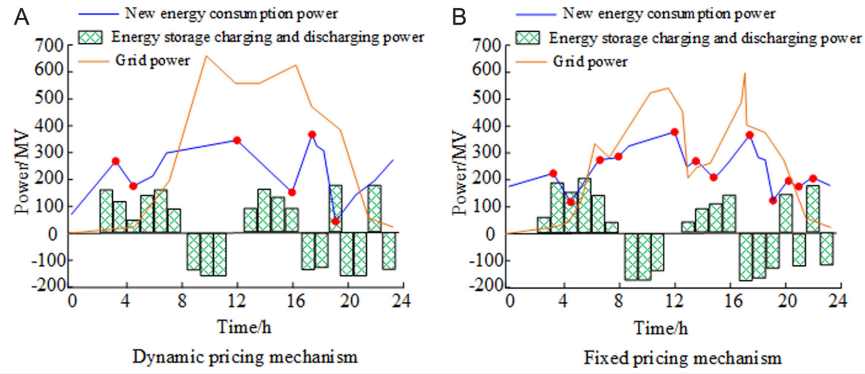 A
New energy consumption power
Energy storage charging and discharging power
Grid power
700
600
500
400
300
200
100
0
-100
-200
Power/MV
0 4 8 12 16 20 24
Time/h
Dynamic pricing mechanism
B
New energy consumption power
Energy storage charging and discharging power
Grid power
700
600
500
400
300
200
100
0
-100
-200
Power/MV
0 4 8 12 16 20 24
Time/h
Fixed pricing mechanism